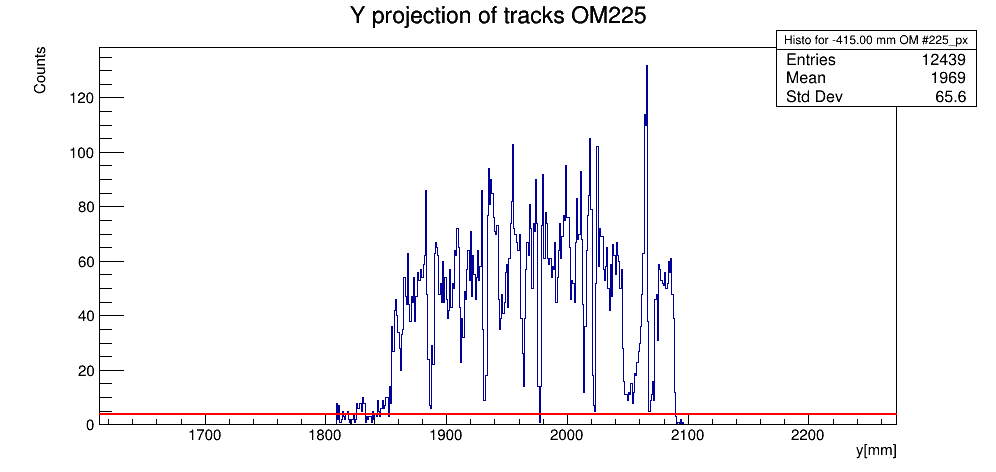 Y projection of tracks OM225
Histo for -415.00 mm OM #225_px
Entries 12439
Mean 1969
Std Dev 65.6
Counts
120
100
80
60
40
20
0
1700 1800 1900 2000 2100 2200
y[mm]